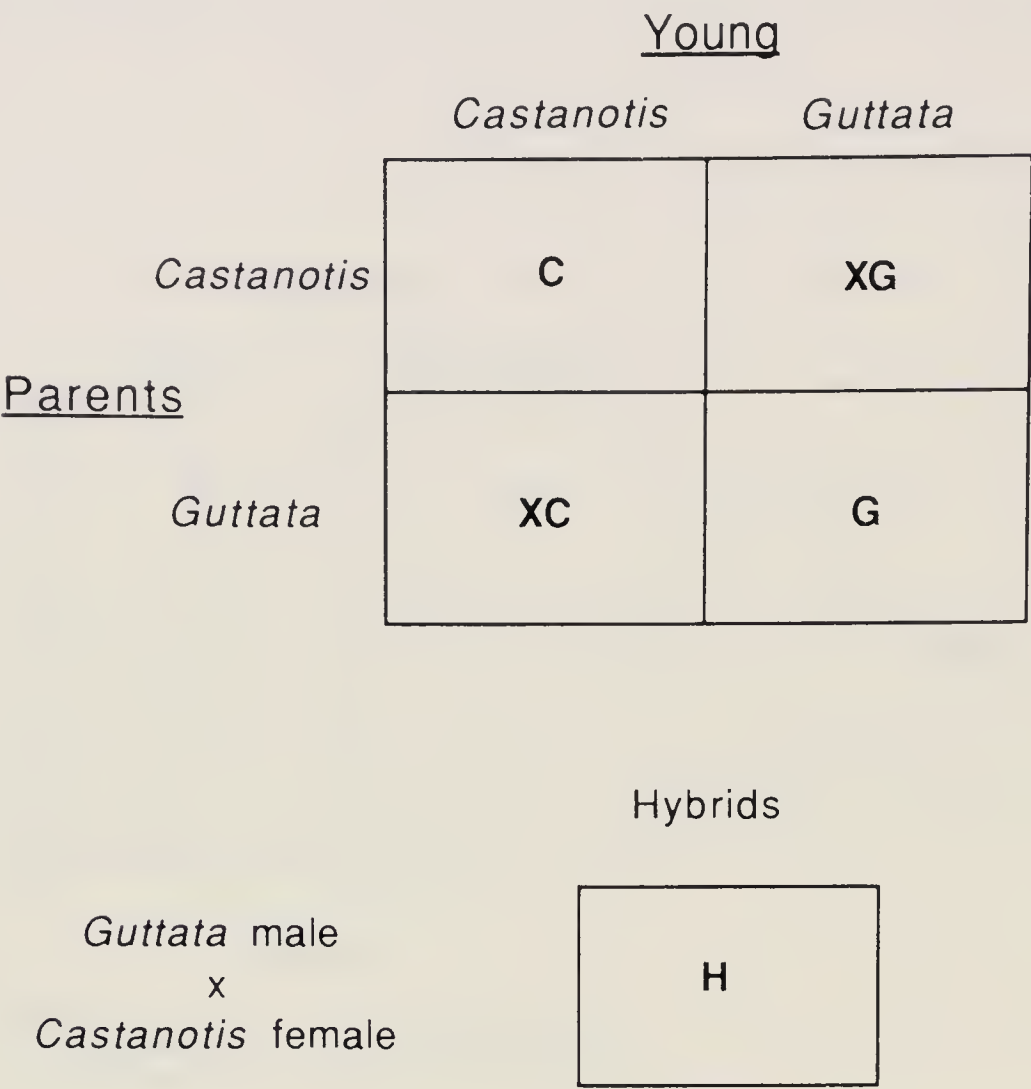 Young
Castanotis Guttata
Castanotis C XG
Parents
Guttata XC G
Hybrids
Guttata male
x
Castanotis female
H